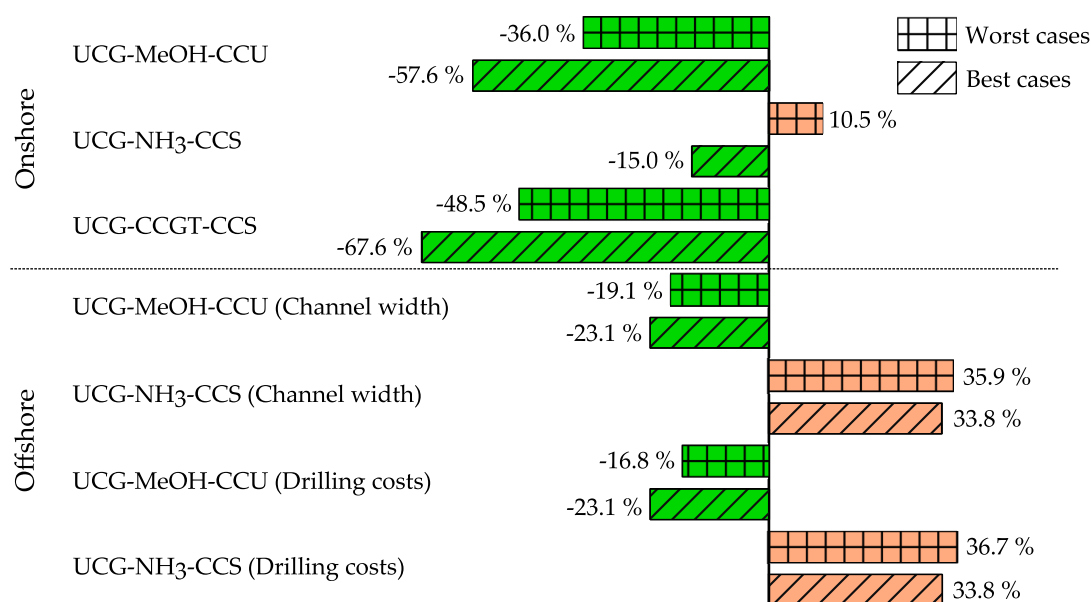 -36.0 %
Worst cases
UCG-MeOH-CCU
-57.6 %
Best cases
10.5 %
Onshore
UCG-NH3-CCS
-15.0 %
-48.5 %
UCG-CCGT-CCS
-67.6 %
-19.1 %
UCG-MeOH-CCU (Channel width)
-23.1 %
35.9 %
UCG-NH3-CCS (Channel width)
33.8 %
Offshore
-16.8 %
UCG-MeOH-CCU (Drilling costs)
-23.1 %
36.7 %
UCG-NH3-CCS (Drilling costs)
33.8 %